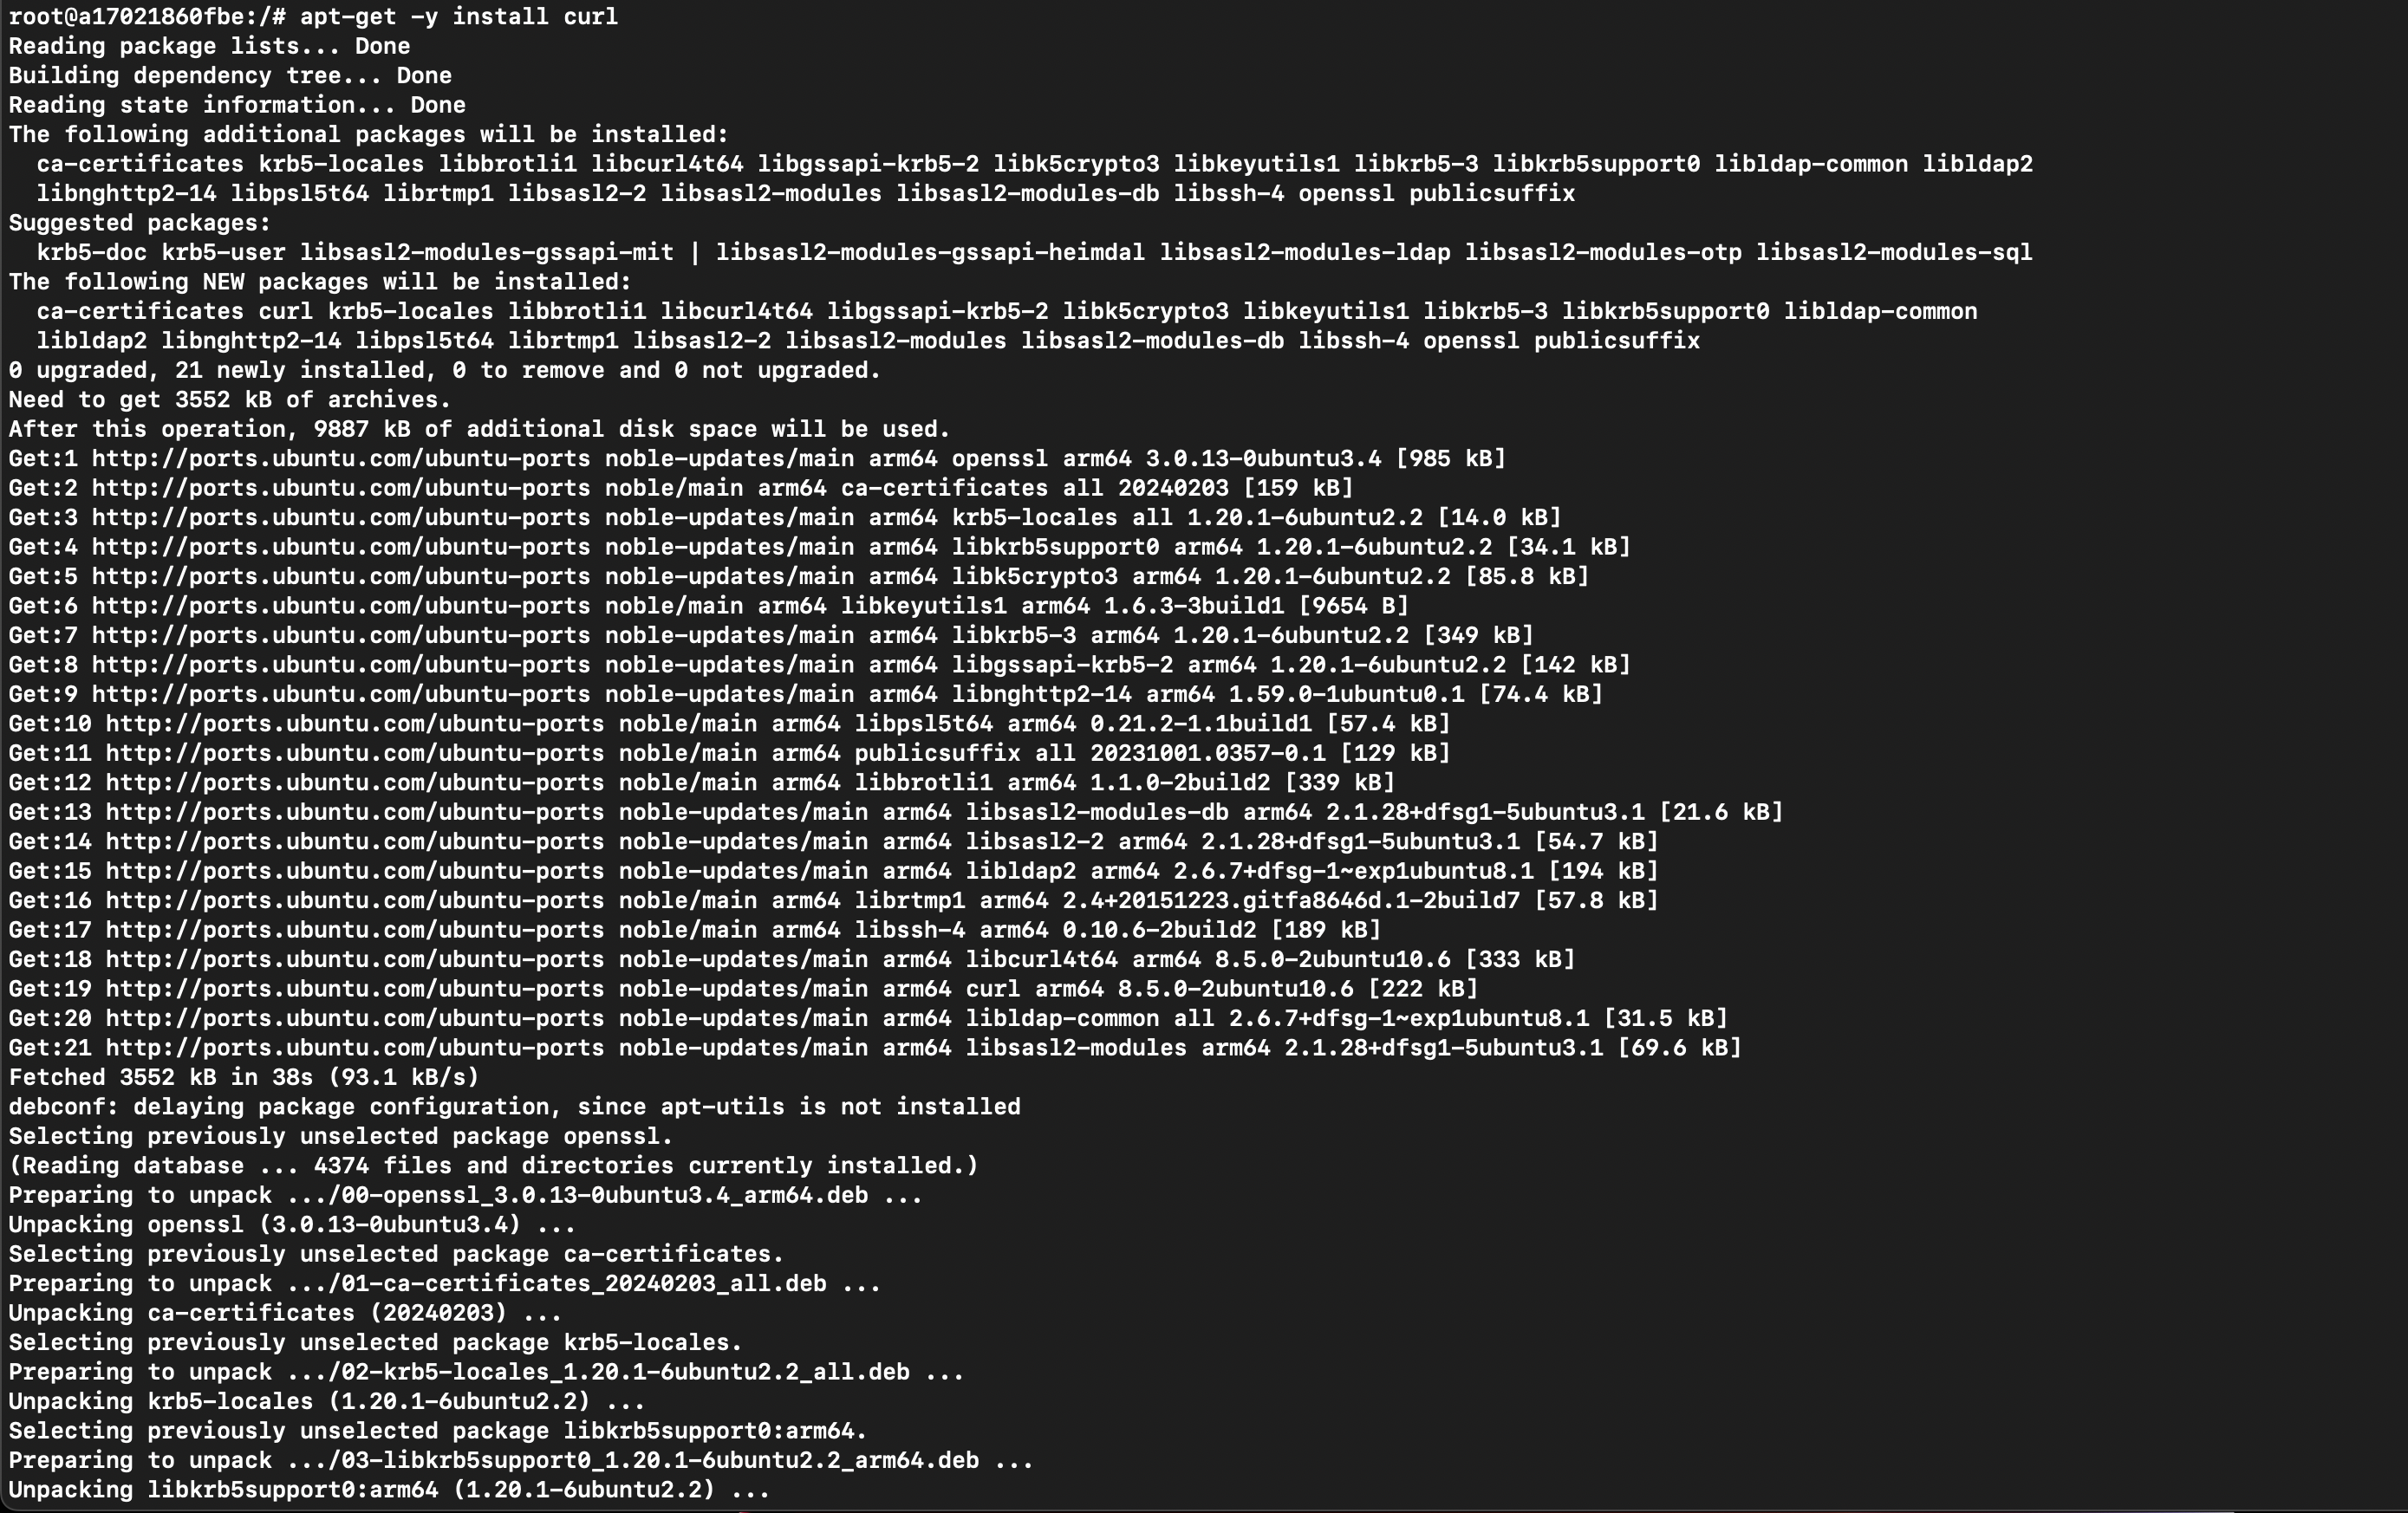 root@a17021860fbe:/# apt-get -y install curl
Reading package lists... Done
Building dependency tree... Done
Reading state information... Done
The following additional packages will be installed:
  ca-certificates krb5-locales libbrotli1 libcurl4t64 libgssapi-krb5-2 libk5crypto3 libkeyutils1 libkrb5-3 libkrb5support0 libldap-common libldap2
  libnghttp2-14 libpsl5t64 librtmp1 libsasl2-2 libsasl2-modules libsasl2-modules-db libssh-4 openssl publicsuffix
Suggested packages:
  krb5-doc krb5-user libsasl2-modules-gssapi-mit | libsasl2-modules-gssapi-heimdal libsasl2-modules-ldap libsasl2-modules-otp libsasl2-modules-sql
The following NEW packages will be installed:
  ca-certificates curl krb5-locales libbrotli1 libcurl4t64 libgssapi-krb5-2 libk5crypto3 libkeyutils1 libkrb5-3 libkrb5support0 libldap-common
  libldap2 libnghttp2-14 libpsl5t64 librtmp1 libsasl2-2 libsasl2-modules libsasl2-modules-db libssh-4 openssl publicsuffix
0 upgraded, 21 newly installed, 0 to remove and 0 not upgraded.
Need to get 3552 kB of archives.
After this operation, 9887 kB of additional disk space will be used.
Get:1 http://ports.ubuntu.com/ubuntu-ports noble-updates/main arm64 openssl arm64 3.0.13-0ubuntu3.4 [985 kB]
Get:2 http://ports.ubuntu.com/ubuntu-ports noble/main arm64 ca-certificates all 20240203 [159 kB]
Get:3 http://ports.ubuntu.com/ubuntu-ports noble-updates/main arm64 krb5-locales all 1.20.1-6ubuntu2.2 [14.0 kB]
Get:4 http://ports.ubuntu.com/ubuntu-ports noble-updates/main arm64 libkrb5support0 arm64 1.20.1-6ubuntu2.2 [34.1 kB]
Get:5 http://ports.ubuntu.com/ubuntu-ports noble-updates/main arm64 libk5crypto3 arm64 1.20.1-6ubuntu2.2 [85.8 kB]
Get:6 http://ports.ubuntu.com/ubuntu-ports noble/main arm64 libkeyutils1 arm64 1.6.3-3build1 [9654 B]
Get:7 http://ports.ubuntu.com/ubuntu-ports noble-updates/main arm64 libkrb5-3 arm64 1.20.1-6ubuntu2.2 [349 kB]
Get:8 http://ports.ubuntu.com/ubuntu-ports noble-updates/main arm64 libgssapi-krb5-2 arm64 1.20.1-6ubuntu2.2 [142 kB]
Get:9 http://ports.ubuntu.com/ubuntu-ports noble-updates/main arm64 libnghttp2-14 arm64 1.59.0-1ubuntu0.1 [74.4 kB]
Get:10 http://ports.ubuntu.com/ubuntu-ports noble/main arm64 libpsl5t64 arm64 0.21.2-1.1build1 [57.4 kB]
Get:11 http://ports.ubuntu.com/ubuntu-ports noble/main arm64 publicsuffix all 20231001.0357-0.1 [129 kB]
Get:12 http://ports.ubuntu.com/ubuntu-ports noble/main arm64 libbrotli1 arm64 1.1.0-2build2 [339 kB]
Get:13 http://ports.ubuntu.com/ubuntu-ports noble-updates/main arm64 libsasl2-modules-db arm64 2.1.28+dfsg1-5ubuntu3.1 [21.6 kB]
Get:14 http://ports.ubuntu.com/ubuntu-ports noble-updates/main arm64 libsasl2-2 arm64 2.1.28+dfsg1-5ubuntu3.1 [54.7 kB]
Get:15 http://ports.ubuntu.com/ubuntu-ports noble-updates/main arm64 libldap2 arm64 2.6.7+dfsg-1~exp1ubuntu8.1 [194 kB]
Get:16 http://ports.ubuntu.com/ubuntu-ports noble/main arm64 librtmp1 arm64 2.4+20151223.gitfa8646d.1-2build7 [57.8 kB]
Get:17 http://ports.ubuntu.com/ubuntu-ports noble/main arm64 libssh-4 arm64 0.10.6-2build2 [189 kB]
Get:18 http://ports.ubuntu.com/ubuntu-ports noble-updates/main arm64 libcurl4t64 arm64 8.5.0-2ubuntu10.6 [333 kB]
Get:19 http://ports.ubuntu.com/ubuntu-ports noble-updates/main arm64 curl arm64 8.5.0-2ubuntu10.6 [222 kB]
Get:20 http://ports.ubuntu.com/ubuntu-ports noble-updates/main arm64 libldap-common all 2.6.7+dfsg-1~exp1ubuntu8.1 [31.5 kB]
Get:21 http://ports.ubuntu.com/ubuntu-ports noble-updates/main arm64 libsasl2-modules arm64 2.1.28+dfsg1-5ubuntu3.1 [69.6 kB]
Fetched 3552 kB in 38s (93.1 kB/s)
debconf: delaying package configuration, since apt-utils is not installed
Selecting previously unselected package openssl.
(Reading database ... 4374 files and directories currently installed.)
Preparing to unpack .../00-openssl_3.0.13-0ubuntu3.4_arm64.deb ...
Unpacking openssl (3.0.13-0ubuntu3.4) ...
Selecting previously unselected package ca-certificates.
Preparing to unpack .../01-ca-certificates_20240203_all.deb ...
Unpacking ca-certificates (20240203) ...
Selecting previously unselected package krb5-locales.
Preparing to unpack .../02-krb5-locales_1.20.1-6ubuntu2.2_all.deb ...
Unpacking krb5-locales (1.20.1-6ubuntu2.2) ...
Selecting previously unselected package libkrb5support0:arm64.
Preparing to unpack .../03-libkrb5support0_1.20.1-6ubuntu2.2_arm64.deb ...
Unpacking libkrb5support0:arm64 (1.20.1-6ubuntu2.2) ...